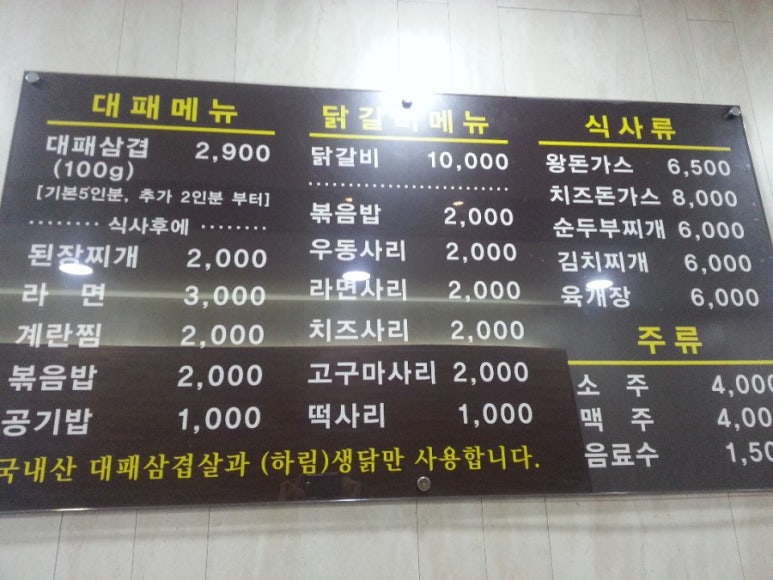 대패메뉴
대패삼겹 2,900
(100g)
[기본5인분, 추가 2인분 부터]
········ 식사후에 ········
된장찌개 2,000
라 면 3,000
계란찜 2,000
볶음밥 2,000
공기밥 1,000
닭갈비메뉴
닭갈비 10,000
볶음밥 2,000
우동사리 2,000
라면사리 2,000
치즈사리 2,000
고구마사리 2,000
떡사리 1,000
식사류
왕돈가스 6,500
치즈돈가스 8,000
순두부찌개 6,000
김치찌개 6,000
육개장 6,000
주류
소 주 4,000
맥 주 4,00
음료수 1,50
국내산 대패삼겹살과 (하림)생닭만 사용합니다.